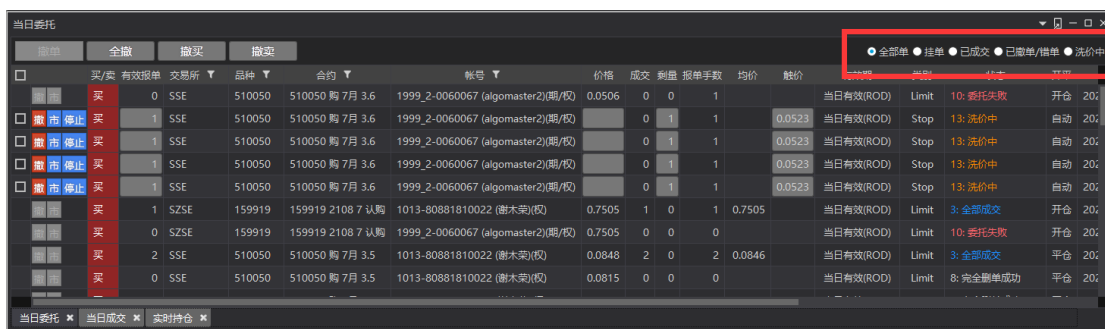 当日委托
撤单 全撤 撤买 撤卖 全部单 挂单 已成交 已撤单/错单 洗价中
买/卖 有效报单 交易所 品种 合约 帐号 价格 成交 剩量 报单手数 均价 触价 有效期 类别 状态 开平
撤 市 买 0 SSE 510050 510050 购 7月 3.6 1999_2-0060067 (algomaster2)(期/权) 0.0506 0 0 1 当日有效(ROD) Limit 10: 委托失败 开仓 202
撤 市 停止 买 1 SSE 510050 510050 购 7月 3.6 1999_2-0060067 (algomaster2)(期/权) 0 1 1 0.0523 当日有效(ROD) Stop 13: 洗价中 自动 202
撤 市 停止 买 1 SSE 510050 510050 购 7月 3.6 1999_2-0060067 (algomaster2)(期/权) 0 1 1 0.0523 当日有效(ROD) Stop 13: 洗价中 自动 202
撤 市 停止 买 1 SSE 510050 510050 购 7月 3.6 1999_2-0060067 (algomaster2)(期/权) 0 1 1 0.0523 当日有效(ROD) Stop 13: 洗价中 自动 202
撤 市 停止 买 1 SSE 510050 510050 购 7月 3.6 1999_2-0060067 (algomaster2)(期/权) 0 1 1 0.0523 当日有效(ROD) Stop 13: 洗价中 自动 202
撤 市 买 1 SZSE 159919 159919 2108 7 认购 1013-80881810022 (谢木荣)(权) 0.7505 1 0 1 0.7505 当日有效(ROD) Limit 3: 全部成交 开仓 202
撤 市 买 0 SZSE 159919 159919 2108 7 认购 1999_2-0060067 (algomaster2)(期/权) 0.7505 0 0 0 当日有效(ROD) Limit 10: 委托失败 开仓 202
撤 市 买 2 SSE 510050 510050 购 7月 3.5 1013-80881810022 (谢木荣)(权) 0.0848 2 0 2 0.0846 当日有效(ROD) Limit 3: 全部成交 平仓 202
撤 市 买 0 SSE 510050 510050 购 7月 3.5 1013-80881810022 (谢木荣)(权) 0.0815 0 0 0 当日有效(ROD) Limit 8: 完全删单成功 平仓 202
当日委托 当日成交 实时持仓